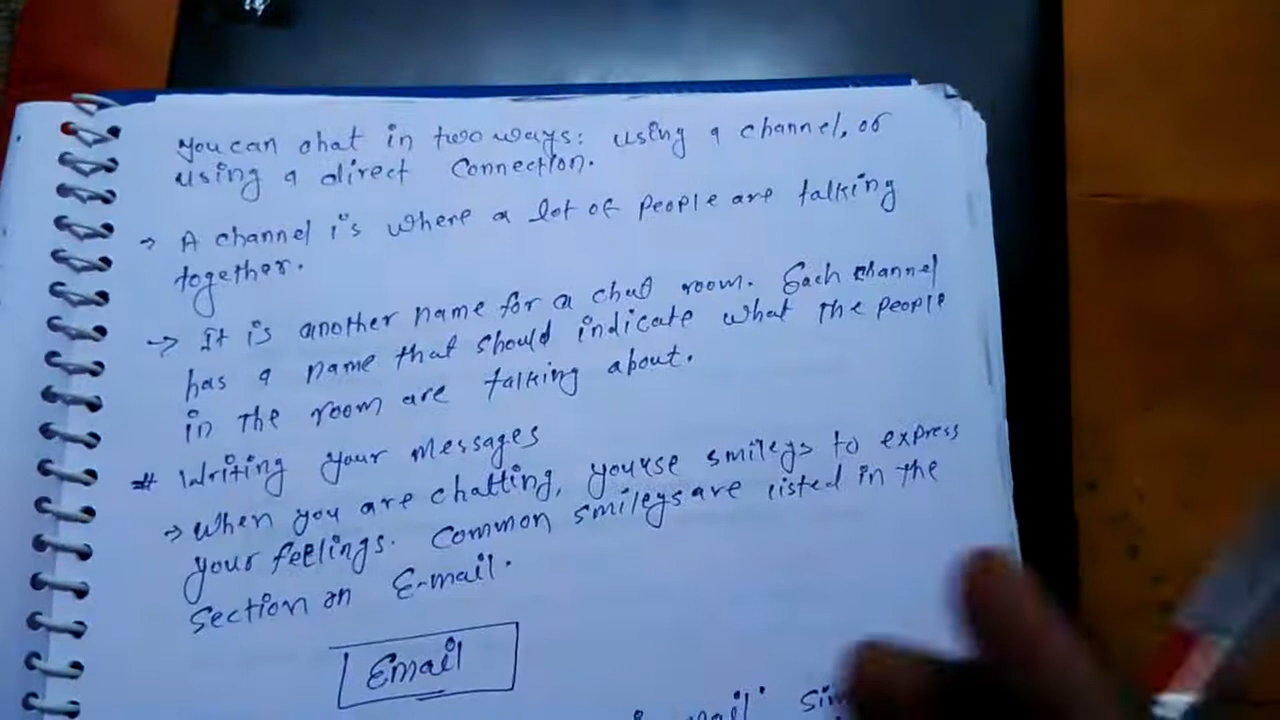 you can chat in two ways: using a channel, or
using a direct connection.
→ A channel is where a lot of people are talking
together.
→ It is another name for a chat room. Each channel
has a name that should indicate what the people
in the room are talking about.
# Writing your messages
→ When you are chatting, you use smileys to express
your feelings. Common smileys are listed in the
section on E-mail.
Email
mail'